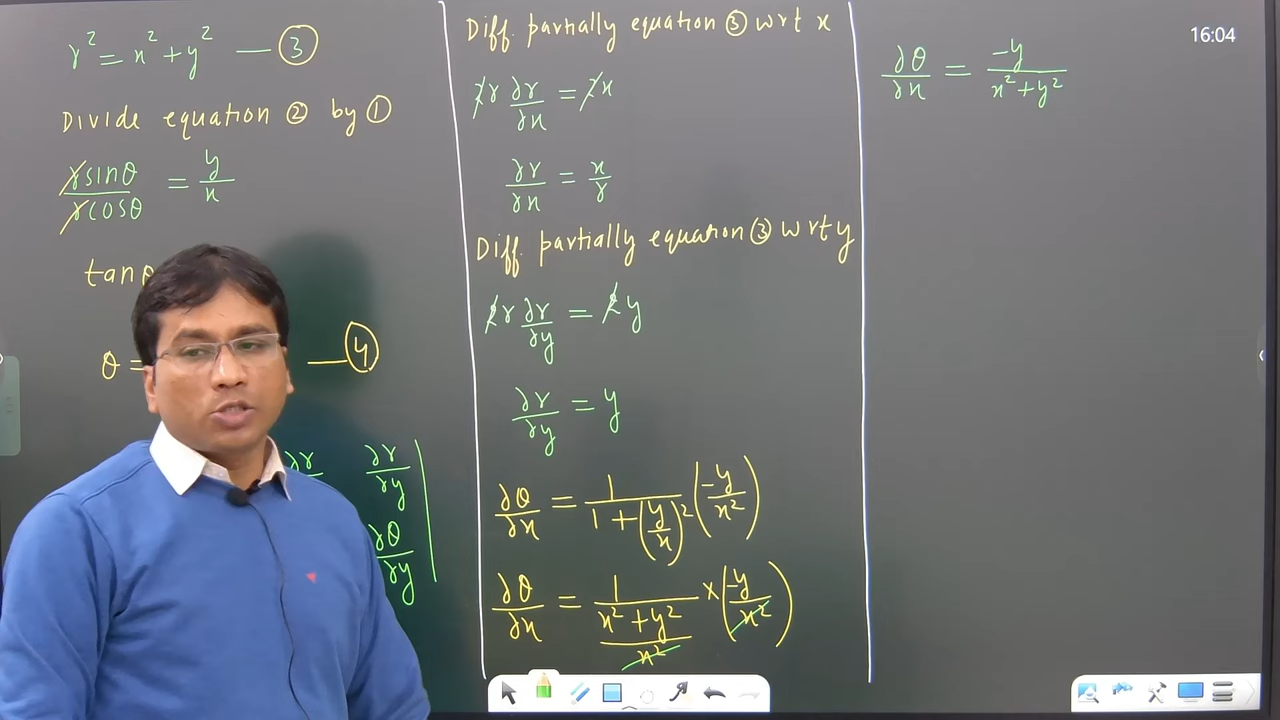 r² = x² + y² — ③
Divide equation ② by ①
r sinθ / r cosθ = y/x
tanθ
θ =
— ④
∂r ∂r/∂y
∂θ/∂y
Diff. partially equation ③ wrt x
2r ∂r/∂x = 2x
∂r/∂x = x/r
Diff. partially equation ③ wrt y
2r ∂r/∂y = 2y
∂r/∂y = y
∂θ/∂x = 1/(1 + (y/x)²) (-y/x²)
∂θ/∂x = 1/((x² + y²)/x²) × (-y/x²)
16:04
∂θ/∂x = -y/(x² + y²)